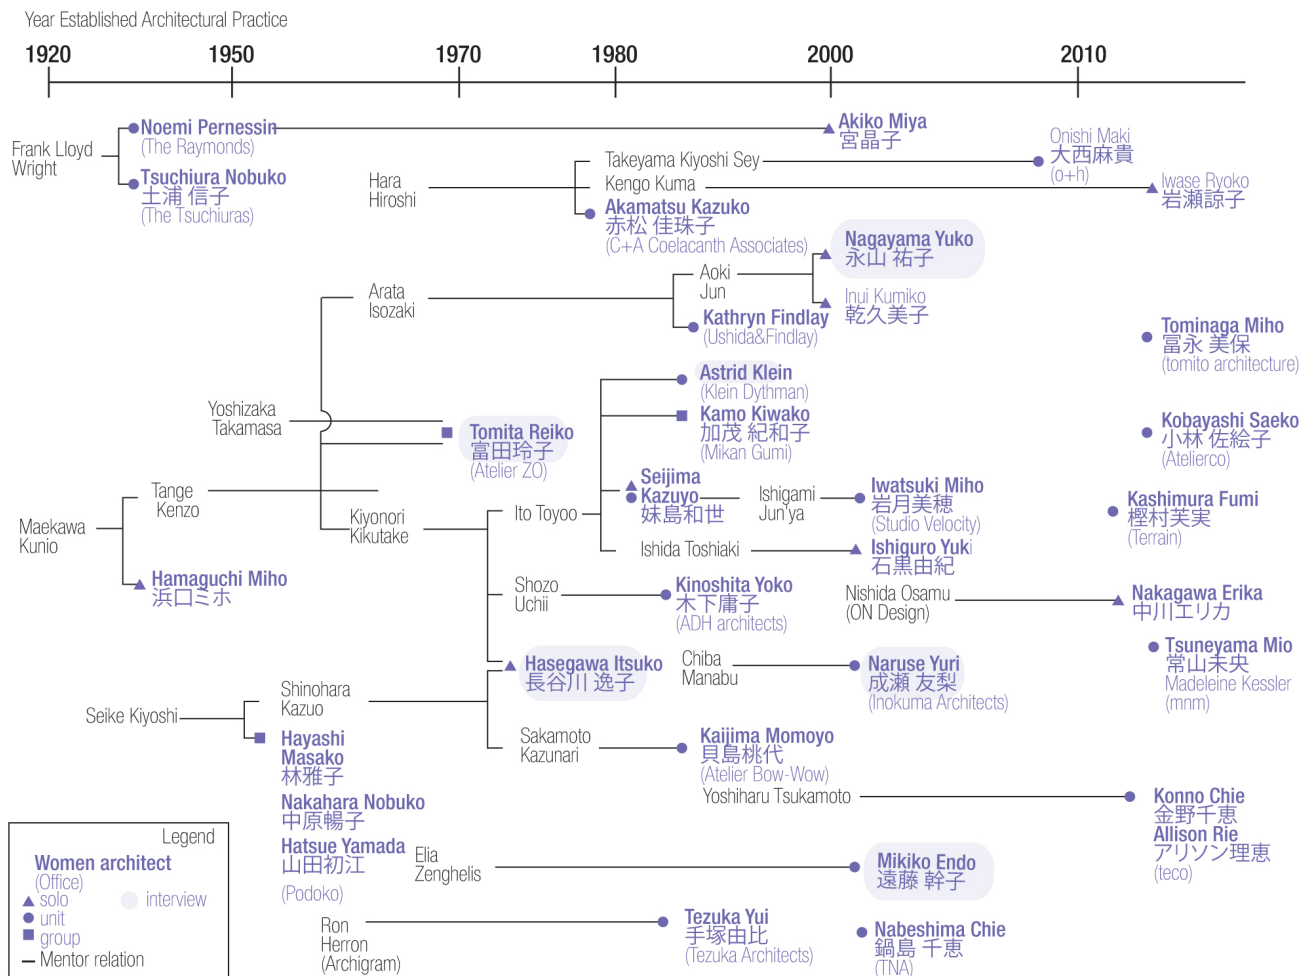 Year Established Architectural Practice
1920 1950 1970 1980 2000 2010
Frank Lloyd
Wright
Noemi Pernessin
(The Raymonds)
Tsuchiura Nobuko
土浦 信子
(The Tsuchiuras)
Akiko Miya
宮晶子
Hara
Hiroshi
Takeyama Kiyoshi Sey
Kengo Kuma
Akamatsu Kazuko
赤松 佳珠子
(C+A Coelacanth Associates)
Onishi Maki
大西麻貴
(o+h)
Iwase Ryoko
岩瀬諒子
Arata
Isozaki
Aoki
Jun
Nagayama Yuko
永山 祐子
Inui Kumiko
乾久美子
Kathryn Findlay
(Ushida&Findlay)
Tominaga Miho
冨永 美保
(tomito architecture)
Yoshizaka
Takamasa
Tomita Reiko
富田玲子
(Atelier ZO)
Astrid Klein
(Klein Dythman)
Kamo Kiwako
加茂 紀和子
(Mikan Gumi)
Kobayashi Saeko
小林 佐絵子
(Atelierco)
Maekawa
Kunio
Tange
Kenzo
Hamaguchi Miho
浜口ミホ
Kiyonori
Kikutake
Ito Toyoo
Seijima
Kazuyo
妹島和世
Ishigami
Jun'ya
Iwatsuki Miho
岩月美穂
(Studio Velocity)
Ishida Toshiaki
Ishiguro Yuki
石黒由紀
Kashimura Fumi
樫村芙実
(Terrain)
Shozo
Uchii
Kinoshita Yoko
木下庸子
(ADH architects)
Nishida Osamu
(ON Design)
Nakagawa Erika
中川エリカ
Hasegawa Itsuko
長谷川 逸子
Chiba
Manabu
Naruse Yuri
成瀬 友梨
(Inokuma Architects)
Tsuneyama Mio
常山未央
Madeleine Kessler
(mnm)
Seike Kiyoshi
Shinohara
Kazuo
Hayashi
Masako
林雅子
Nakahara Nobuko
中原暢子
Hatsue Yamada
山田初江
(Podoko)
Sakamoto
Kazunari
Kaijima Momoyo
貝島桃代
(Atelier Bow-Wow)
Yoshiharu Tsukamoto
Konno Chie
金野千恵
Allison Rie
アリソン理恵
(teco)
Elia
Zenghelis
Mikiko Endo
遠藤 幹子
Ron
Herron
(Archigram)
Tezuka Yui
手塚由比
(Tezuka Architects)
Nabeshima Chie
鍋島 千恵
(TNA)
Legend
Women architect
(Office)
solo
interview
unit
group
Mentor relation